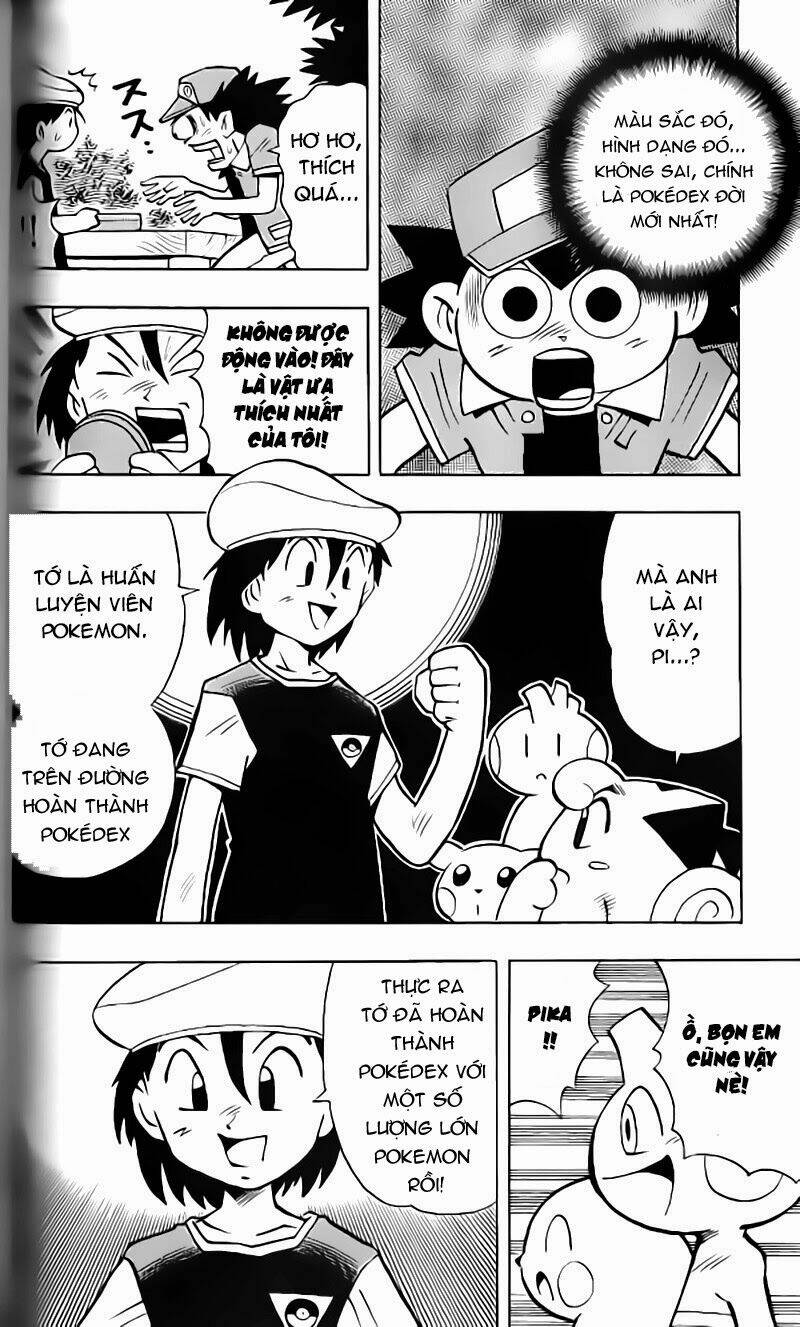 MÀU SẮC ĐÓ,
HÌNH DẠNG ĐÓ...
KHÔNG SAI, CHÍNH
LÀ POKÉDEX ĐỜI
MỚI NHẤT!
HƠ HƠ,
THÍCH
QUÁ...
スス..
!!
KHÔNG ĐƯỢC
ĐỘNG VÀO! ĐÂY
LÀ VẬT ƯA
THÍCH NHẤT
CỦA TÔI!
MÀ ANH
LÀ AI
VẬY,
PI...?
TỚ LÀ HUẤN
LUYỆN VIÊN
POKEMON.
TỚ ĐANG
TRÊN ĐƯỜNG
HOÀN THÀNH
POKÉDEX
Ồ, BỌN EM
CŨNG VẬY
NÈ!
PIKA
!!
THỰC RA
TỚ ĐÃ HOÀN
THÀNH
POKÉDEX VỚI
MỘT SỐ
LƯỢNG LỚN
POKEMON
RỒI!